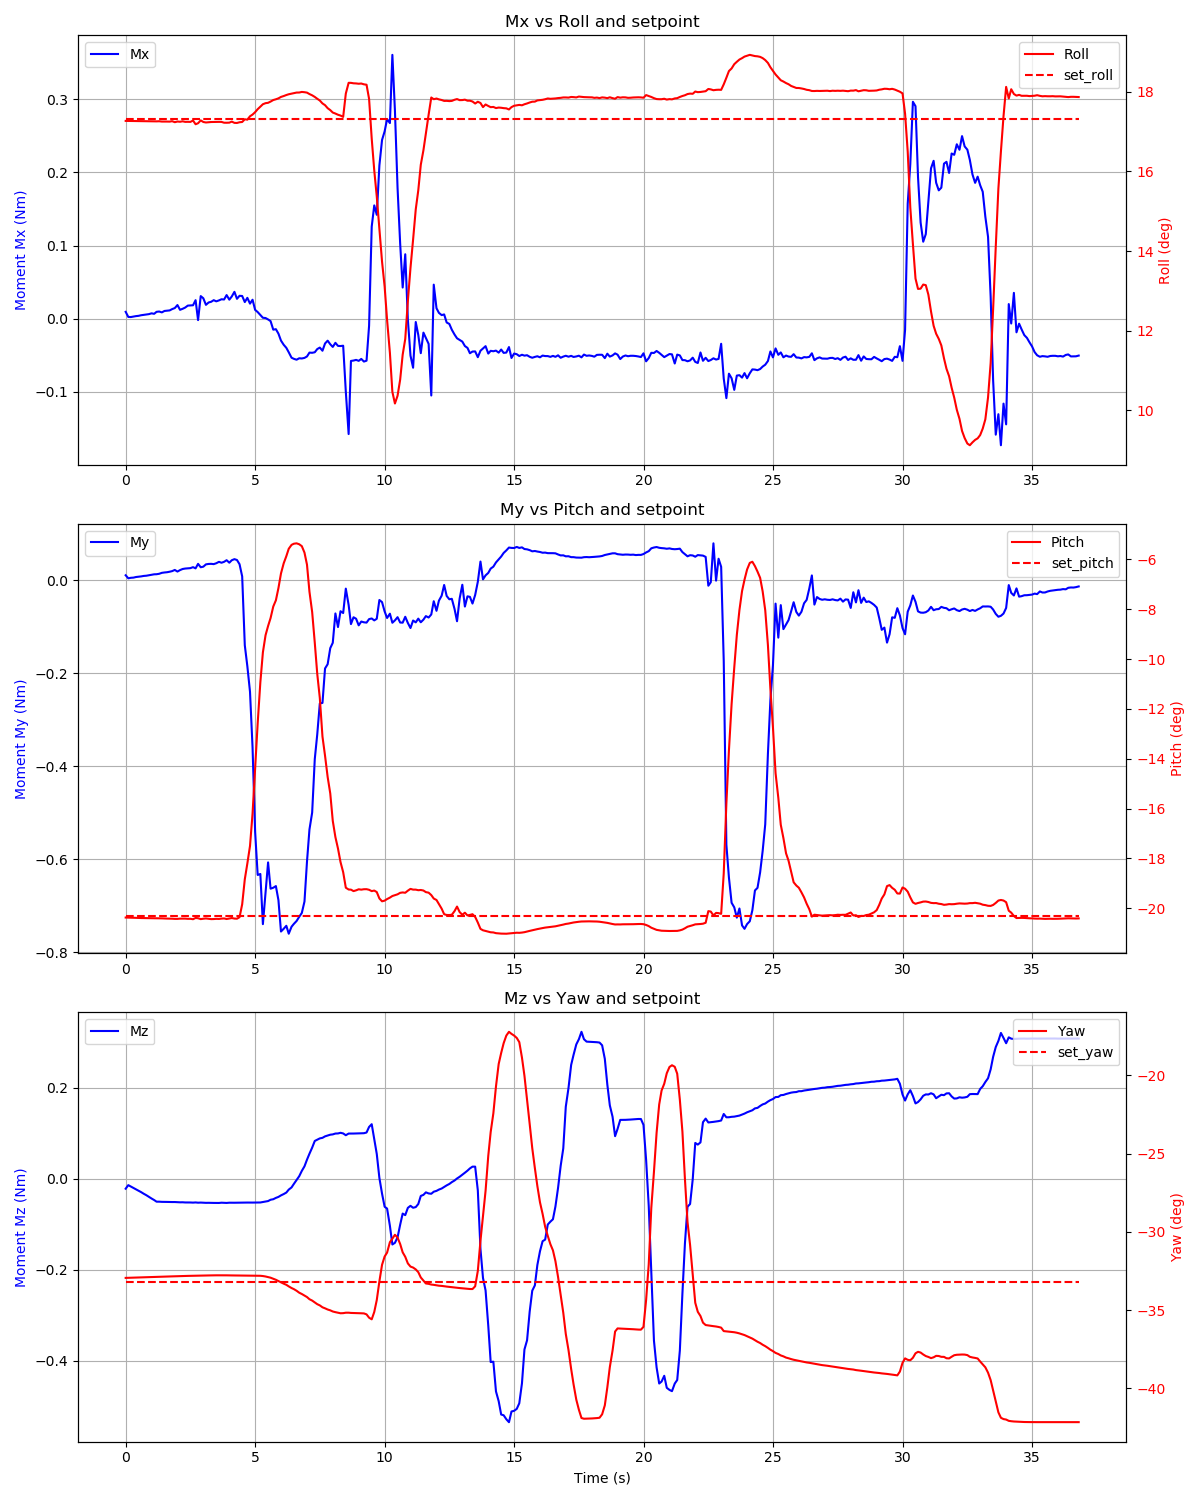 Mx vs Roll and setpoint
Mx
Roll
set_roll
0.3
0.2
0.1
0.0
−0.1
18
16
14
12
10
Moment Mx (Nm)
Roll (deg)
0 5 10 15 20 25 30 35
My vs Pitch and setpoint
My
Pitch
set_pitch
0.0
−0.2
−0.4
−0.6
−0.8
−6
−8
−10
−12
−14
−16
−18
−20
Moment My (Nm)
Pitch (deg)
0 5 10 15 20 25 30 35
Mz vs Yaw and setpoint
Mz
Yaw
set_yaw
0.2
0.0
−0.2
−0.4
−20
−25
−30
−35
−40
Moment Mz (Nm)
Yaw (deg)
0 5 10 15 20 25 30 35
Time (s)